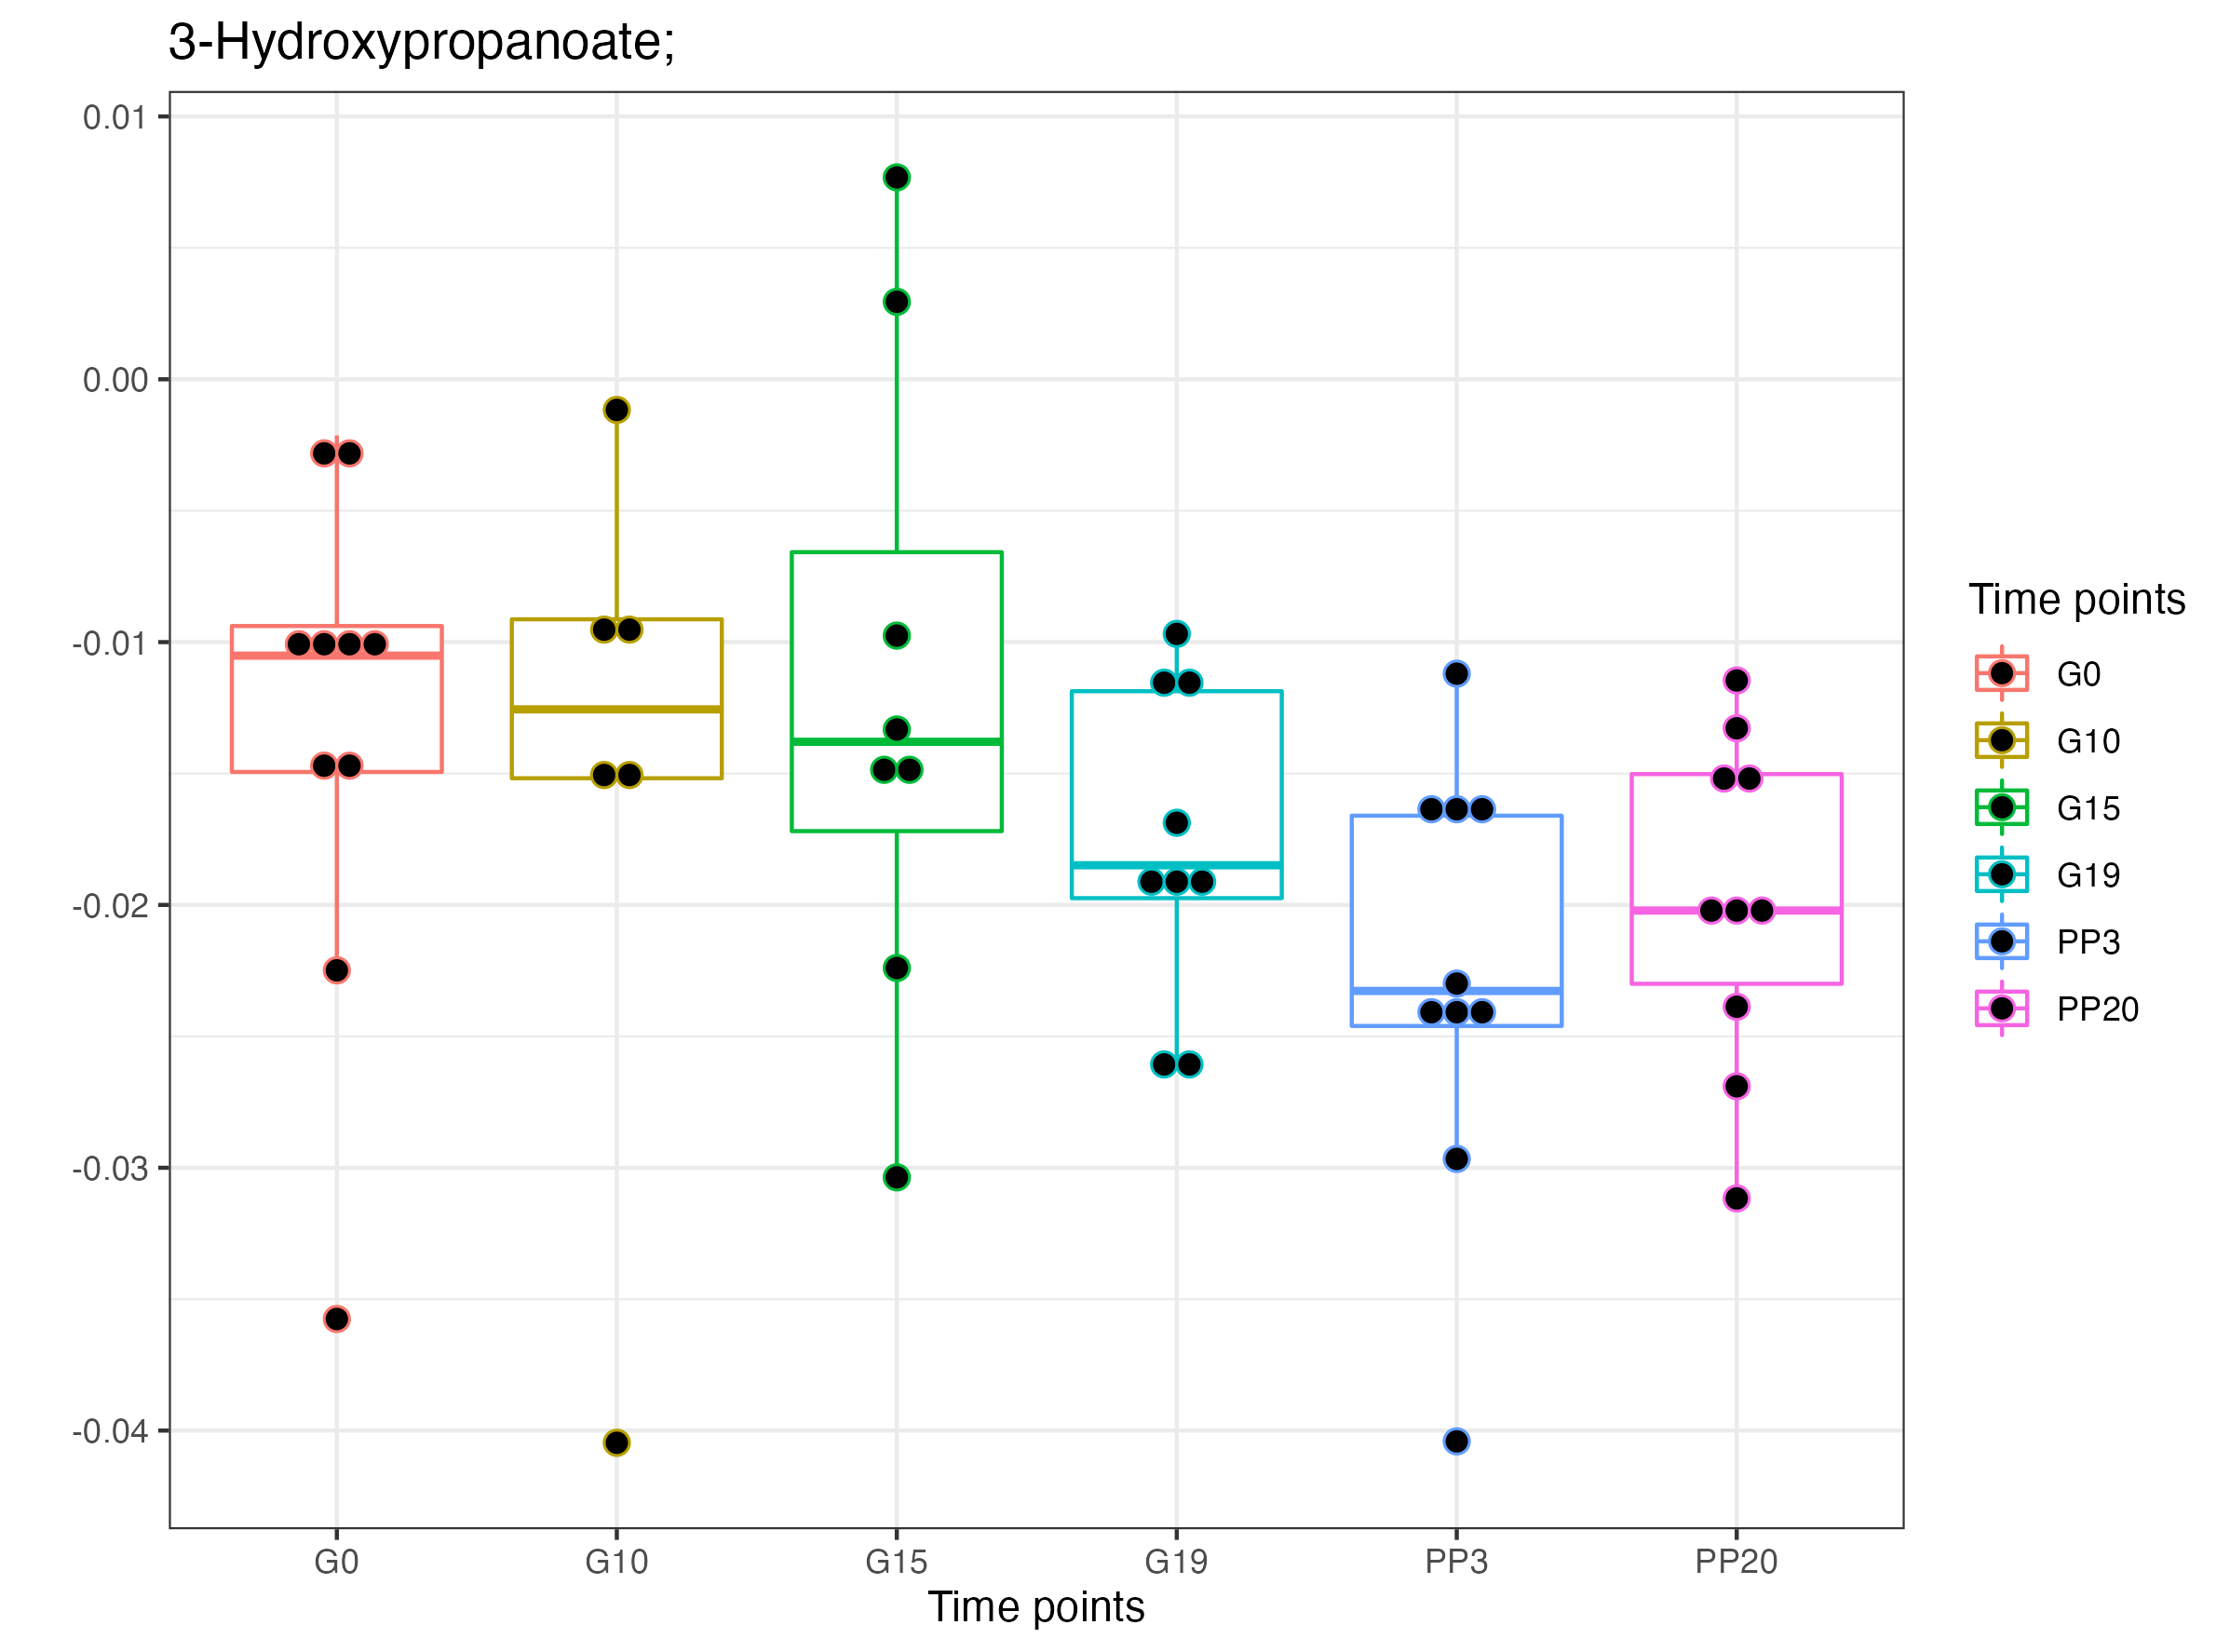 3-Hydroxypropanoate;
0.01
0.00
-0.01
-0.02
-0.03
-0.04
G0 G10 G15 G19 PP3 PP20
Time points
Time points
G0
G10
G15
G19
PP3
PP20